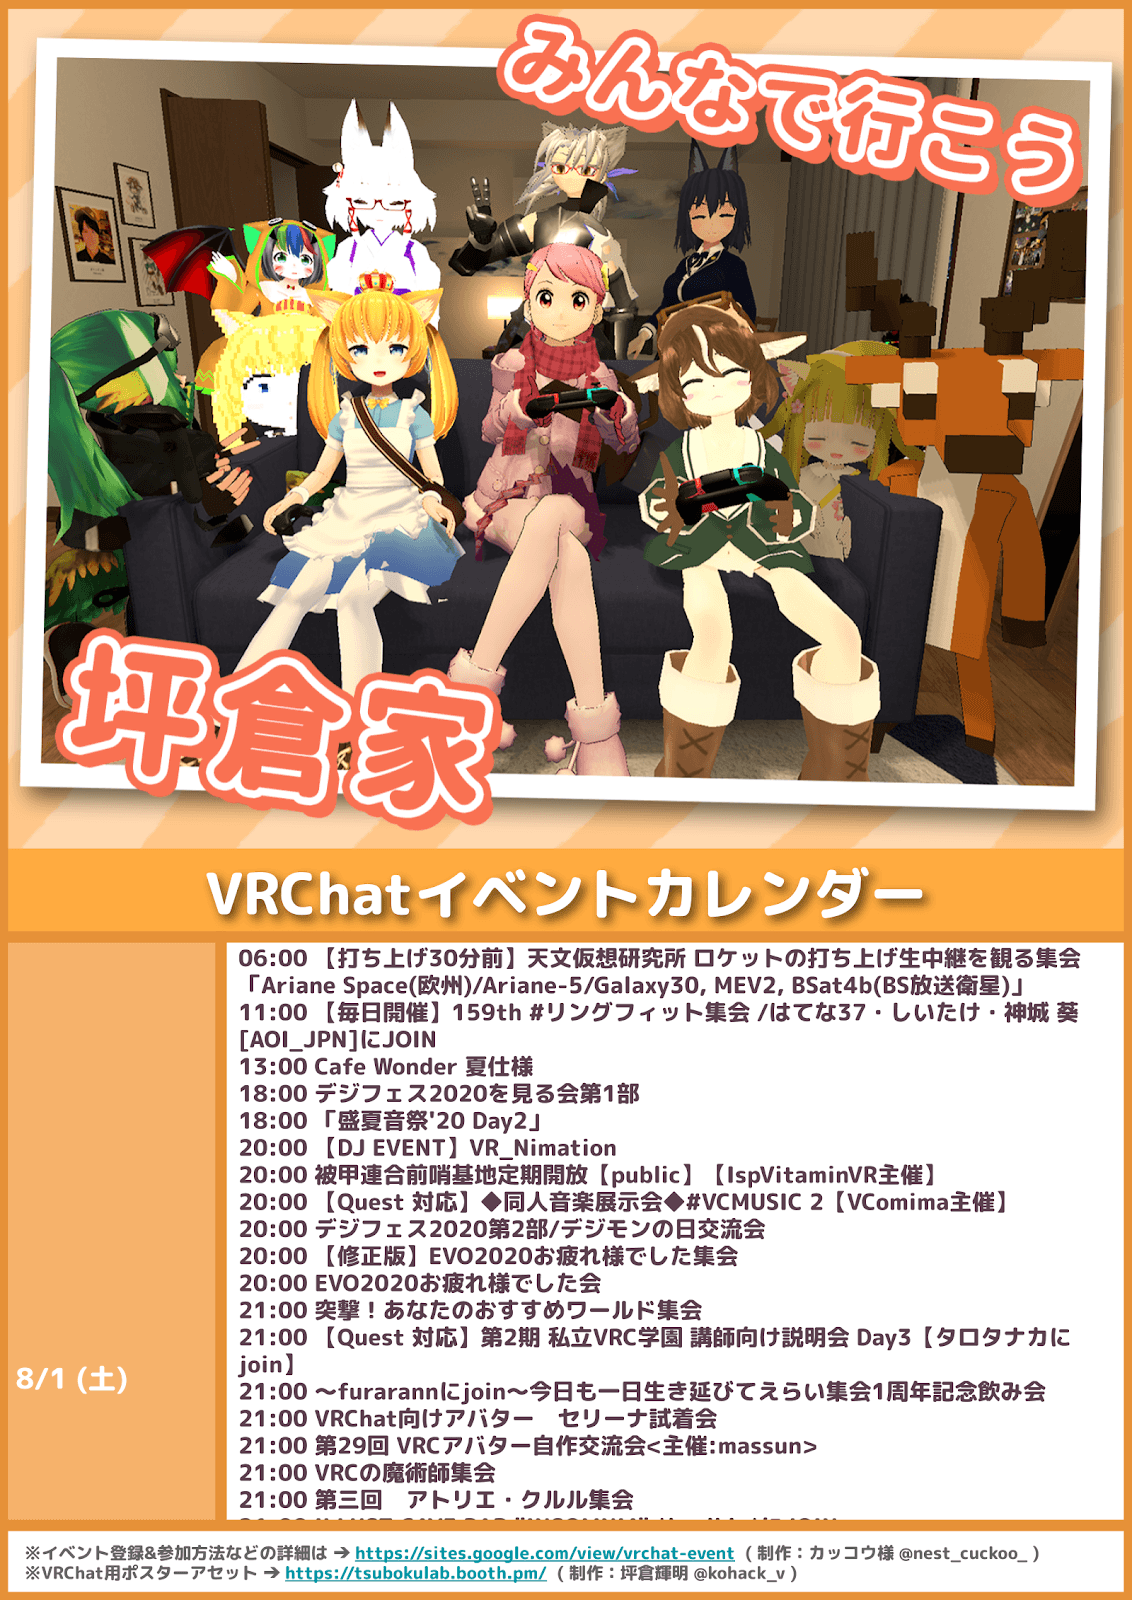 みんなで行こう
坪倉家
VRChatイベントカレンダー
8/1 (土)
06:00 【打ち上げ30分前】天文仮想研究所 ロケットの打ち上げ生中継を観る集会
「Ariane Space(欧州)/Ariane-5/Galaxy30, MEV2, BSat4b(BS放送衛星)」
11:00 【毎日開催】159th #リングフィット集会 /はてな37・しいたけ・神城 葵
[AOI_JPN]にJOIN
13:00 Cafe Wonder 夏仕様
18:00 デジフェス2020を見る会第1部
18:00 「盛夏音祭'20 Day2」
20:00 【DJ EVENT】VR_Nimation
20:00 被甲連合前哨基地定期開放【public】【IspVitaminVR主催】
20:00 【Quest 対応】◆同人音楽展示会◆#VCMUSIC 2【VComima主催】
20:00 デジフェス2020第2部/デジモンの日交流会
20:00 【修正版】EVO2020お疲れ様でした集会
20:00 EVO2020お疲れ様でした会
21:00 突撃！あなたのおすすめワールド集会
21:00 【Quest 対応】第2期 私立VRC学園 講師向け説明会 Day3【タロタナカに
join】
21:00 〜furarannにjoin〜今日も一日生き延びてえらい集会1周年記念飲み会
21:00 VRChat向けアバター　セリーナ試着会
21:00 第29回 VRCアバター自作交流会<主催:massun>
21:00 VRCの魔術師集会
21:00 第三回　アトリエ・クルル集会
※イベント登録&参加方法などの詳細は ➔ https://sites.google.com/view/vrchat-event ( 制作：カッコウ様 @nest_cuckoo_ )
※VRChat用ポスターアセット ➔ https://tsubokulab.booth.pm/ ( 制作：坪倉輝明 @kohack_v )